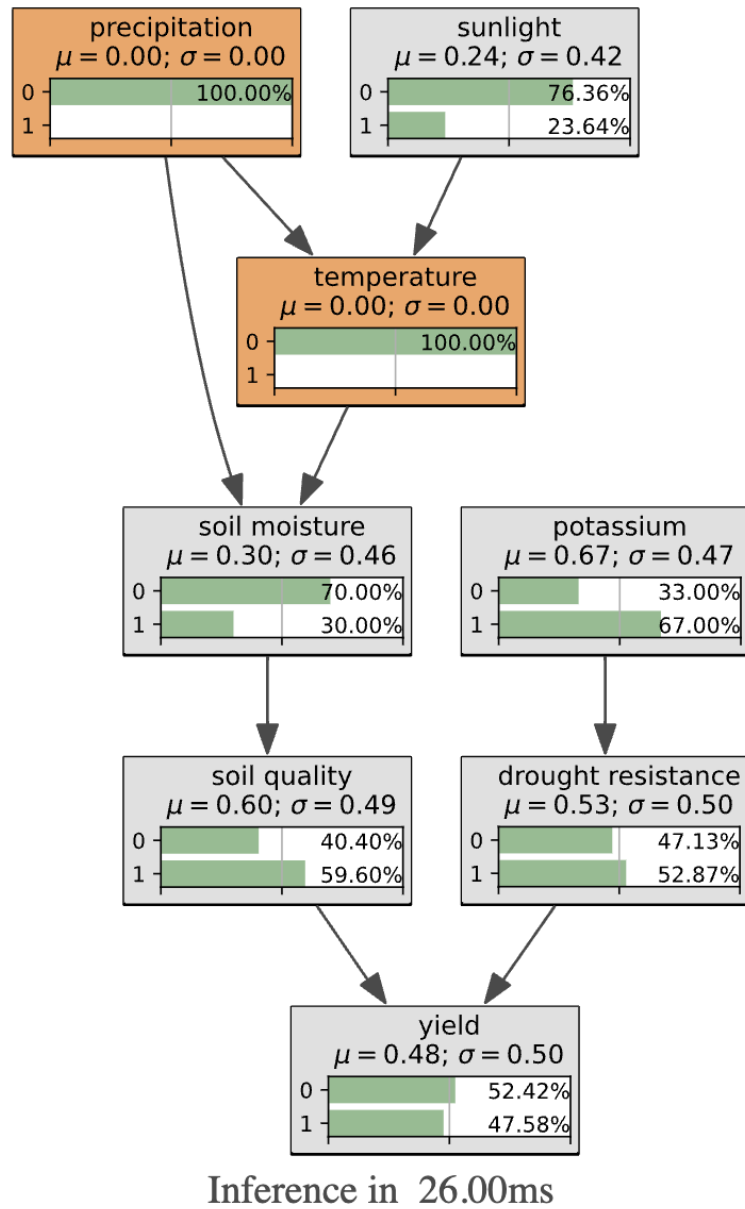 precipitation
μ = 0.00; σ = 0.00
0 100.00%
1
sunlight
μ = 0.24; σ = 0.42
0 76.36%
1 23.64%
temperature
μ = 0.00; σ = 0.00
0 100.00%
1
soil moisture
μ = 0.30; σ = 0.46
0 70.00%
1 30.00%
potassium
μ = 0.67; σ = 0.47
0 33.00%
1 67.00%
soil quality
μ = 0.60; σ = 0.49
0 40.40%
1 59.60%
drought resistance
μ = 0.53; σ = 0.50
0 47.13%
1 52.87%
yield
μ = 0.48; σ = 0.50
0 52.42%
1 47.58%
Inference in 26.00ms